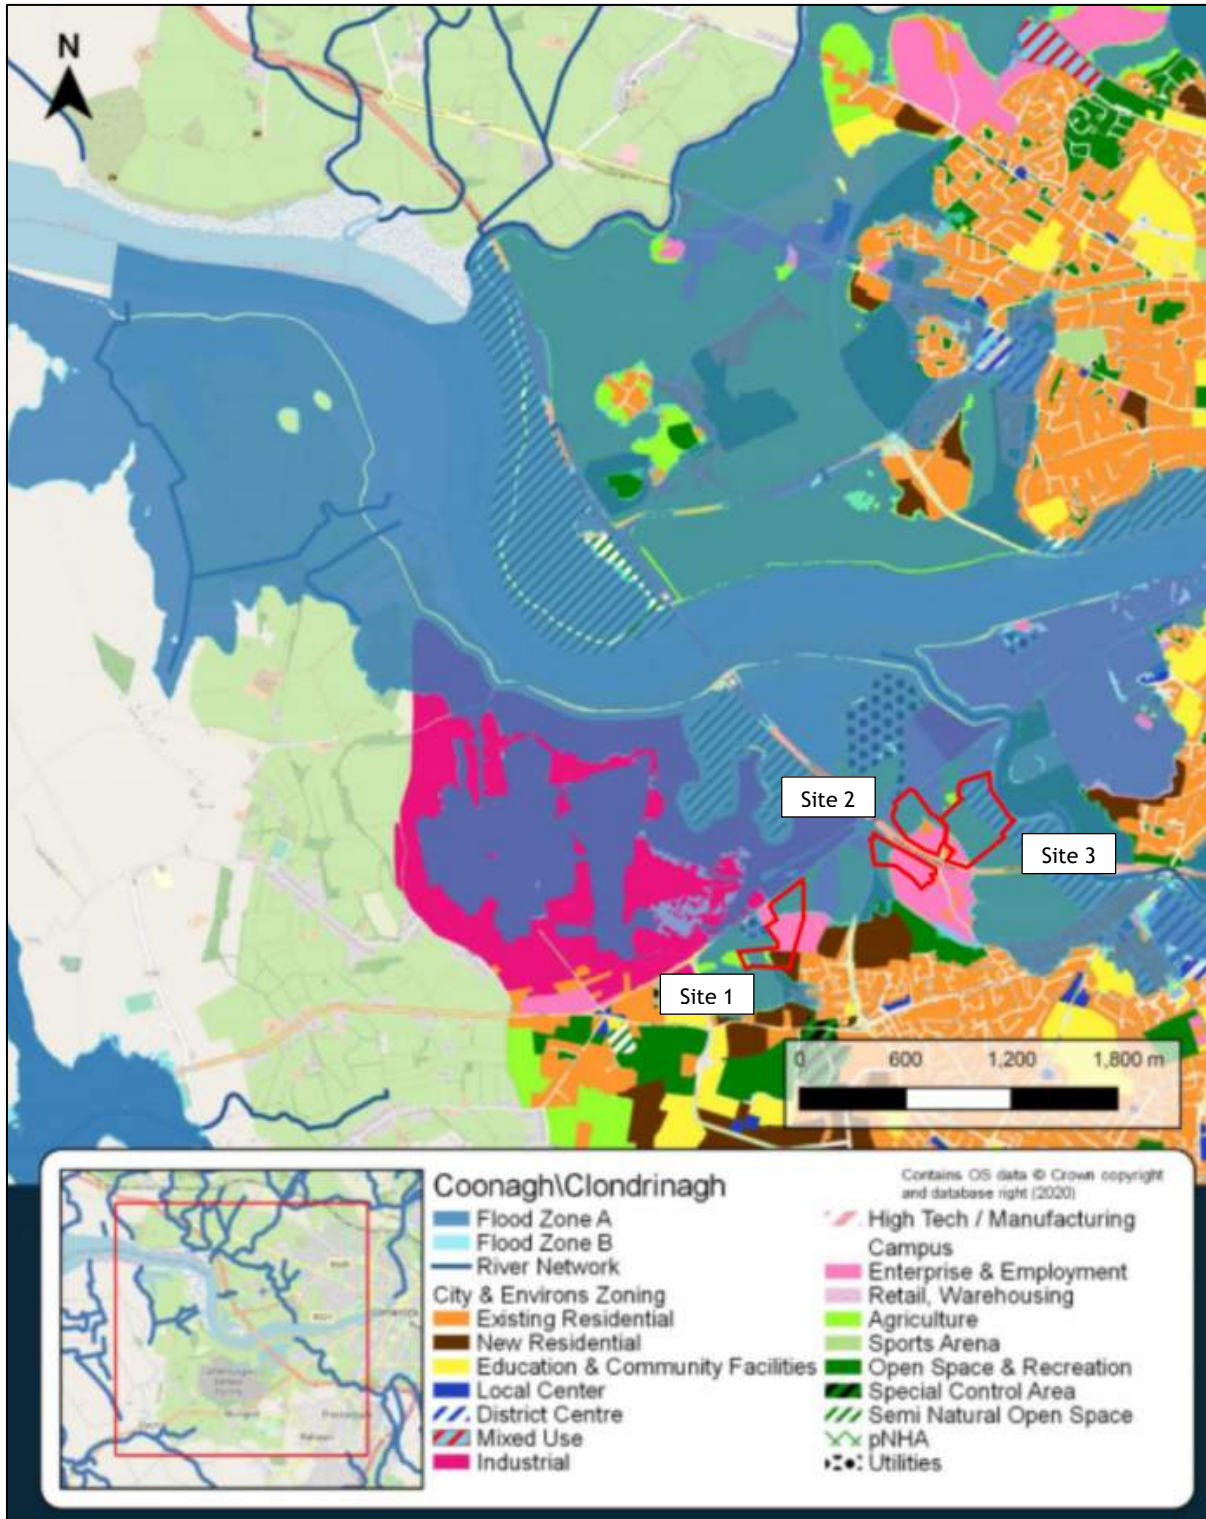 N
Site 2
Site 3
Site 1
0 600 1,200 1,800 m
Coonagh\Clondrinagh
Flood Zone A
Flood Zone B
River Network
City & Environs Zoning
Existing Residential
New Residential
Education & Community Facilities
Local Center
District Centre
Mixed Use
Industrial
Contains OS data © Crown copyright
and database right (2020)
High Tech / Manufacturing
Campus
Enterprise & Employment
Retail, Warehousing
Agriculture
Sports Arena
Open Space & Recreation
Special Control Area
Semi Natural Open Space
pNHA
Utilities